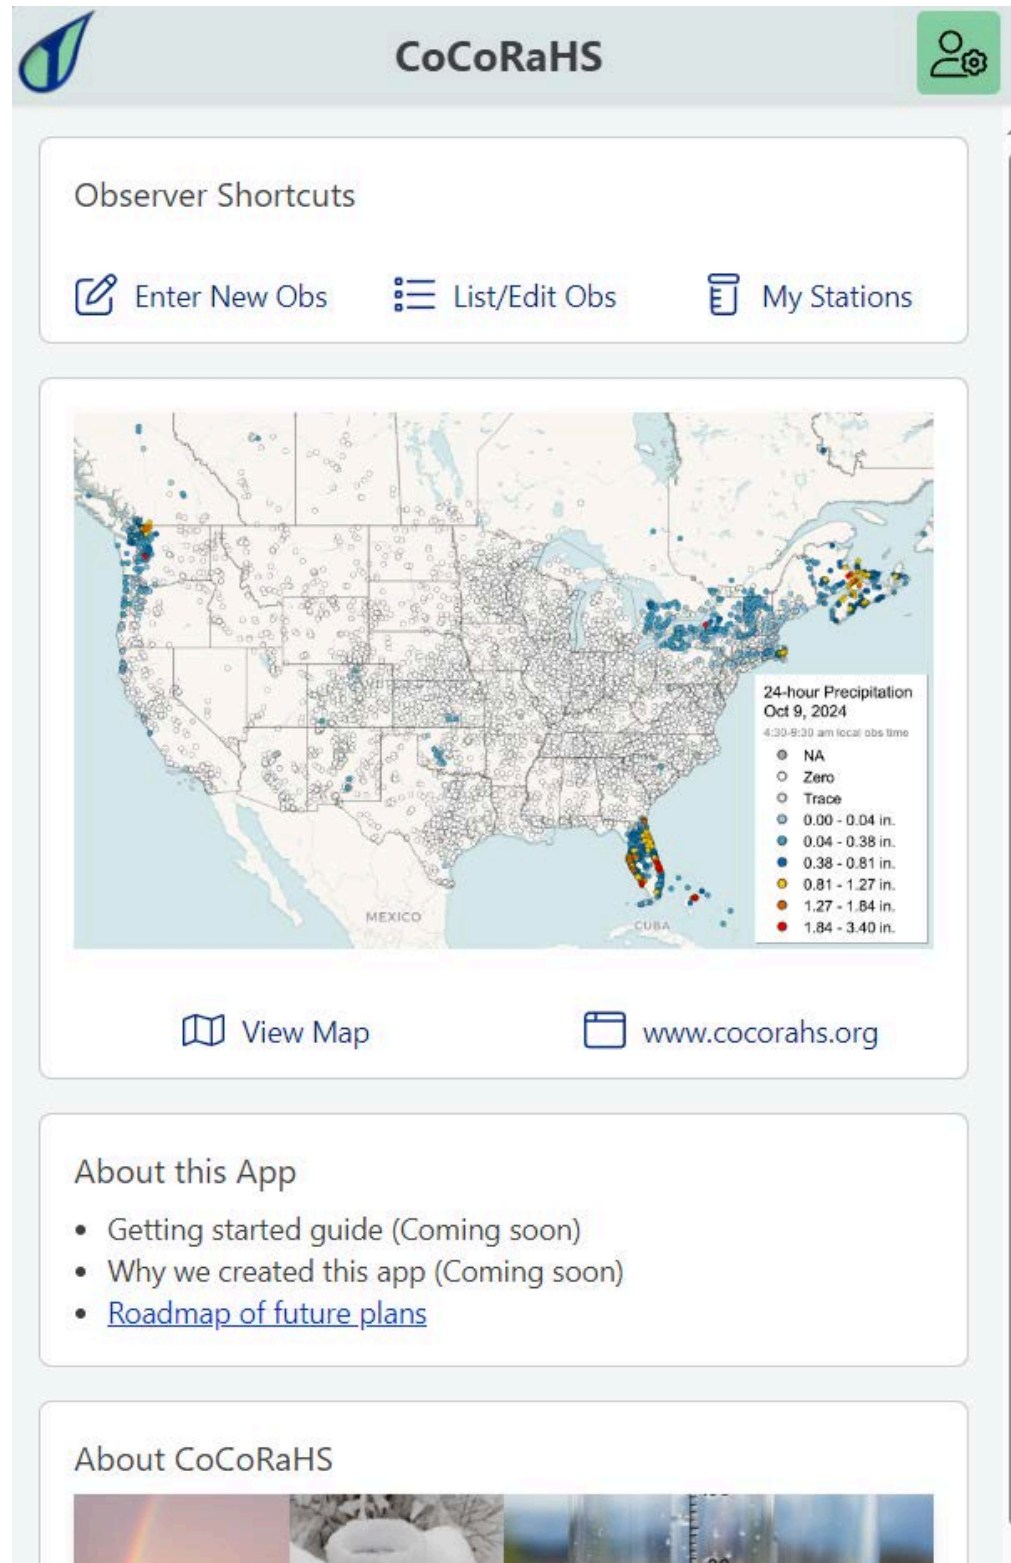 CoCoRaHS
Observer Shortcuts
Enter New Obs
List/Edit Obs
My Stations
MEXICO
CUBA
24-hour Precipitation
Oct 9, 2024
4:30-9:30 am local obs time
NA
Zero
Trace
0.00 - 0.04 in.
0.04 - 0.38 in.
0.38 - 0.81 in.
0.81 - 1.27 in.
1.27 - 1.84 in.
1.84 - 3.40 in.
View Map
www.cocorahs.org
About this App
• Getting started guide (Coming soon)
• Why we created this app (Coming soon)
• Roadmap of future plans
About CoCoRaHS